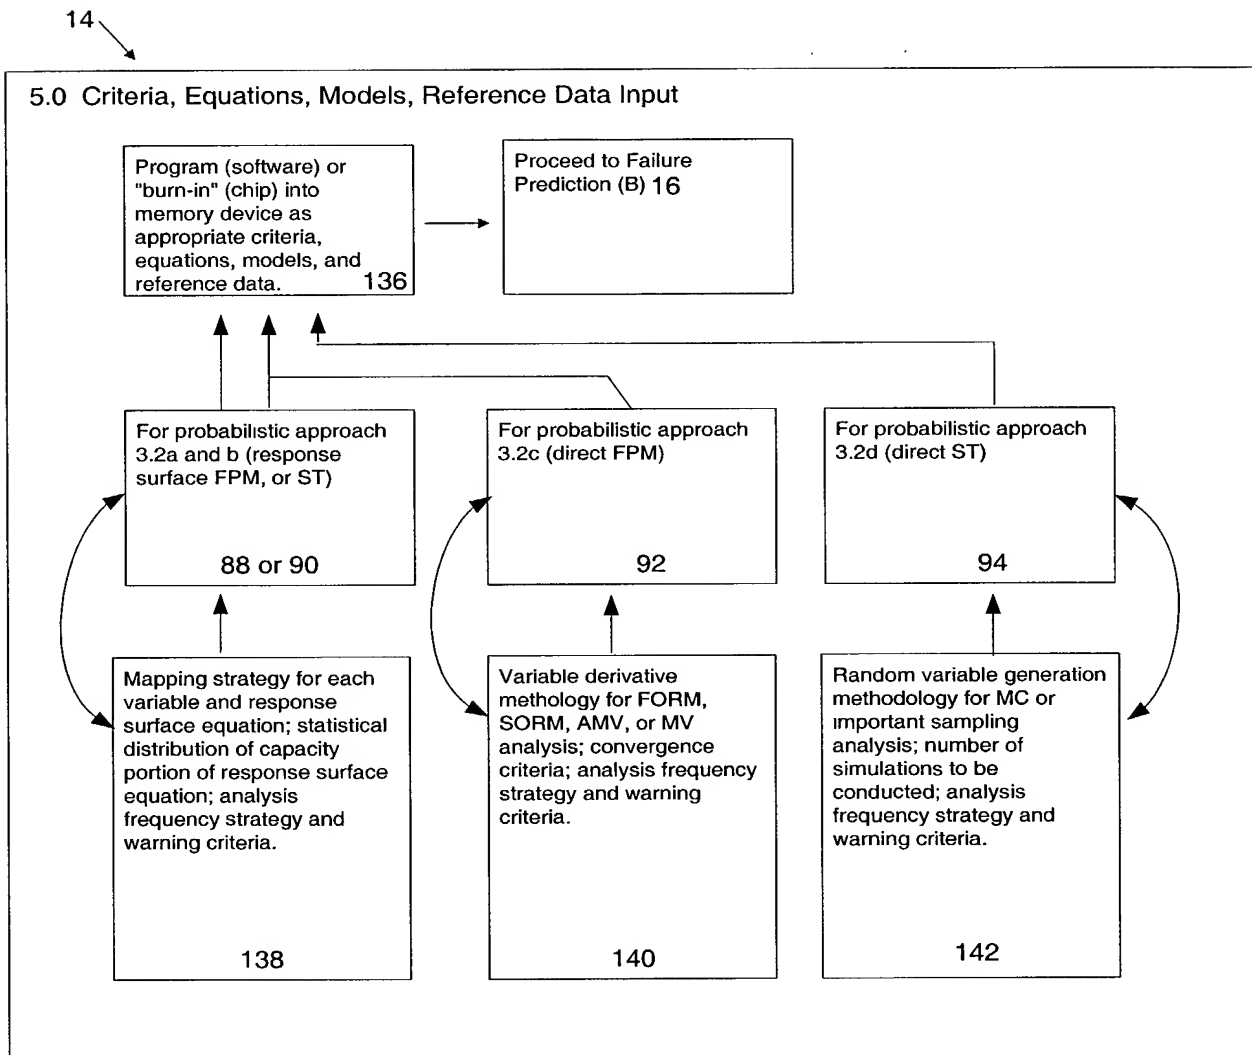 14
5.0 Criteria, Equations, Models, Reference Data Input
Program (software) or
"burn-in" (chip) into
memory device as
appropriate criteria,
equations, models, and
reference data. 136
Proceed to Failure
Prediction (B) 16
For probabilistic approach
3.2a and b (response
surface FPM, or ST)
88 or 90
For probabilistic approach
3.2c (direct FPM)
92
For probabilistic approach
3.2d (direct ST)
94
Mapping strategy for each
variable and response
surface equation; statistical
distribution of capacity
portion of response surface
equation; analysis
frequency strategy and
warning criteria.
138
Variable derivative
methology for FORM,
SORM, AMV, or MV
analysis; convergence
criteria; analysis frequency
strategy and warning
criteria.
140
Random variable generation
methodology for MC or
important sampling
analysis; number of
simulations to be
conducted; analysis
frequency strategy and
warning criteria.
142